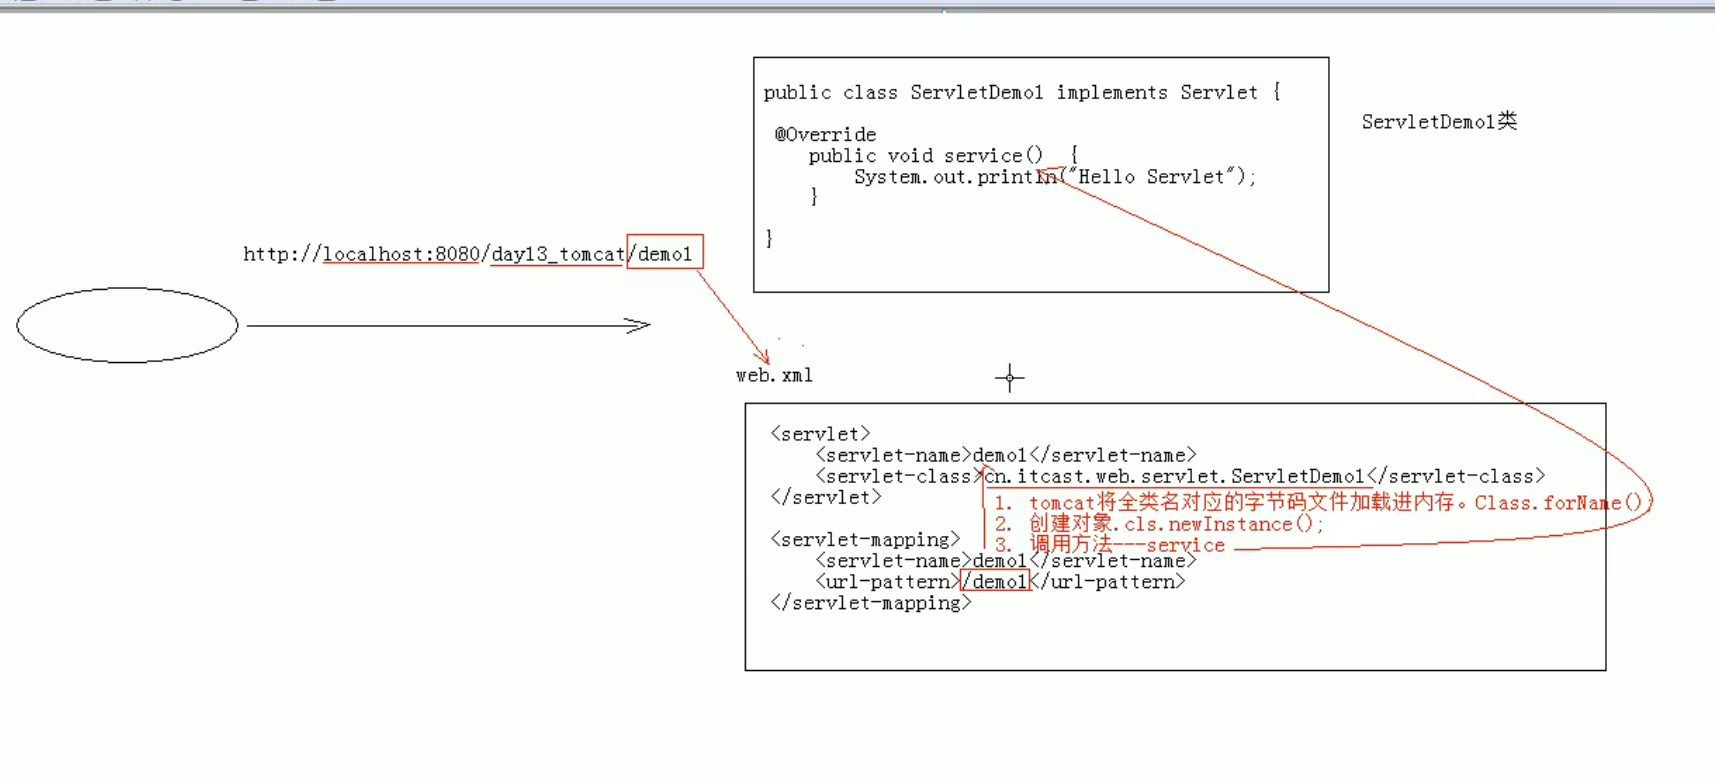 public class ServletDemo1 implements Servlet {
@Override
public void service() {
System.out.println("Hello Servlet");
}
}
ServletDemo1类
http://localhost:8080/day13_tomcat/demo1
web.xml
<servlet>
<servlet-name>demo1</servlet-name>
<servlet-class>cn.itcast.web.servlet.ServletDemo1</servlet-class>
</servlet>
1. tomcat将全类名对应的字节码文件加载进内存。Class.forName()
2. 创建对象.cls.newInstance();
3. 调用方法---service
<servlet-mapping>
<servlet-name>demo1</servlet-name>
<url-pattern>/demo1</url-pattern>
</servlet-mapping>